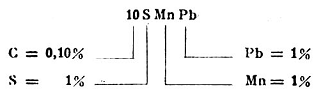 10 S Mn Pb
C = 0,10% Pb = 1%
S = 1% Mn = 1%